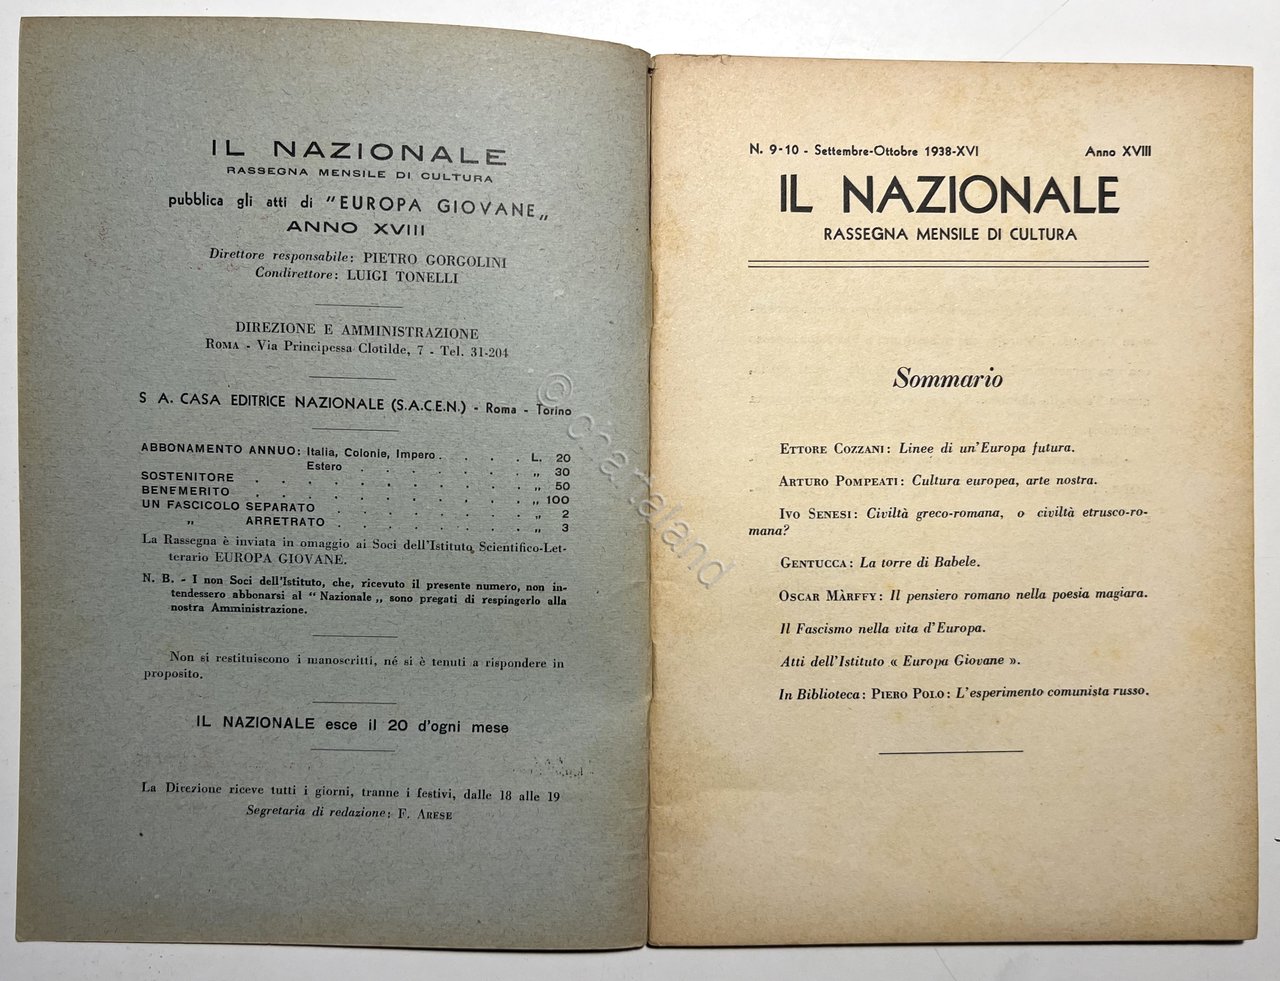 IL NAZIONALE
RASSEGNA MENSILE DI CULTURA
pubblica gli atti di "EUROPA GIOVANE„
ANNO XVIII
Direttore responsabile: PIETRO GORGOLINI
Condirettore: LUIGI TONELLI
DIREZIONE E AMMINISTRAZIONE
ROMA - Via Principessa Clotilde, 7 - Tel. 31-204
S A. CASA EDITRICE NAZIONALE (S.A.C.E.N.) - Roma - Torino
ABBONAMENTO ANNUO: Italia, Colonie, Impero . . . . L. 20
Estero . . . . . . . . „ 30
SOSTENITORE . . . . . . . . . . . „ 50
BENEMERITO . . . . . . . . . . . „ 100
UN FASCICOLO SEPARATO . . . . . . . . „ 2
„ ARRETRATO . . . . . . . . „ 3
La Rassegna è inviata in omaggio ai Soci dell'Istituto Scientifico-Let-
terario EUROPA GIOVANE.
N. B. - I non Soci dell'Istituto, che, ricevuto il presente numero, non in-
tendessero abbonarsi al "Nazionale„ sono pregati di respingerlo alla
nostra Amministrazione.
Non si restituiscono i manoscritti, né si è tenuti a rispondere in
proposito.
IL NAZIONALE esce il 20 d'ogni mese
La Direzione riceve tutti i giorni, tranne i festivi, dalle 18 alle 19
Segretaria di redazione: F. ARESE
N. 9-10 - Settembre-Ottobre 1938-XVI Anno XVIII
IL NAZIONALE
RASSEGNA MENSILE DI CULTURA
Sommario
ETTORE COZZANI: Linee di un'Europa futura.
ARTURO POMPEATI: Cultura europea, arte nostra.
IVO SENESI: Civiltà greco-romana, o civiltà etrusco-ro-
mana?
GENTUCCA: La torre di Babele.
OSCAR MÀRFFY: Il pensiero romano nella poesia magiara.
Il Fascismo nella vita d'Europa.
Atti dell'Istituto « Europa Giovane ».
In Biblioteca: PIERO POLO: L'esperimento comunista russo.
© chartaland